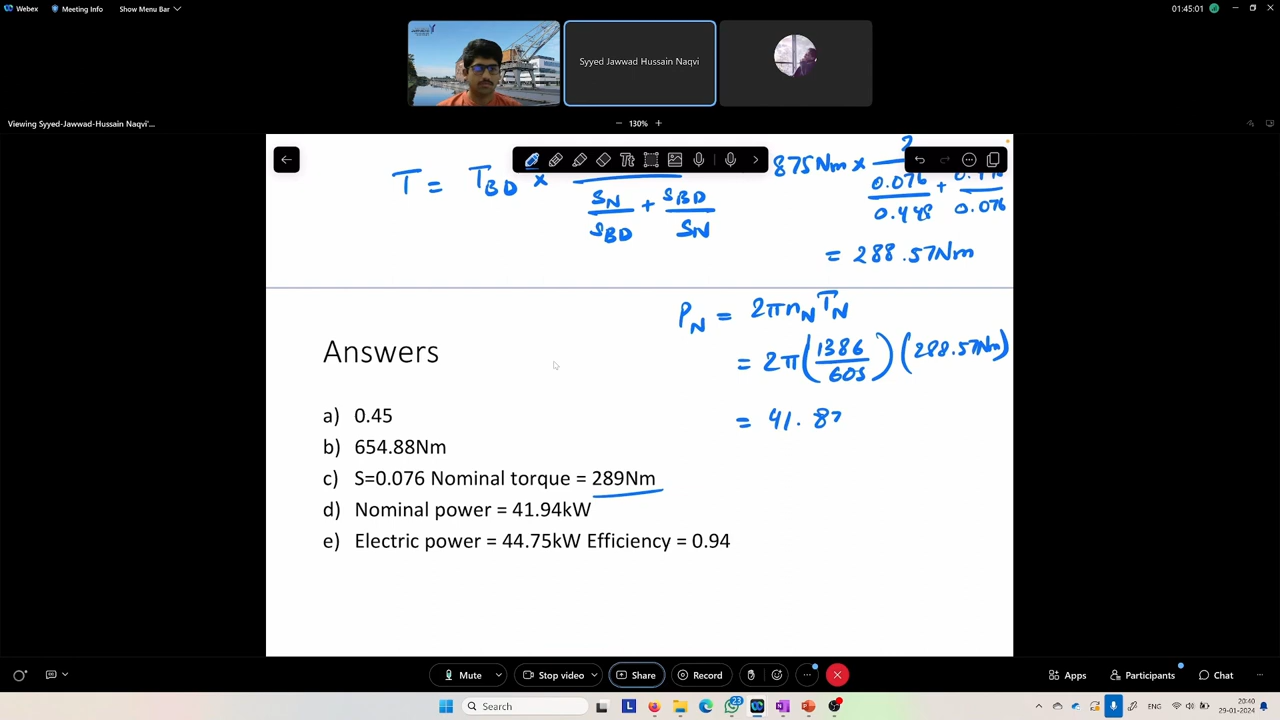 Webex
Meeting Info
Show Menu Bar
01:45:01
Syyed Jawwad Hussain Naqvi
Viewing Syyed-Jawwad-Hussain Naqvi'...
− 130% +
T = T_BD ×
S_N/S_BD + S_BD/S_N
875Nm ×
2
0.076/0.448 +
0.076
= 288.57Nm
P_N = 2πn_N T_N
= 2π(1386/60s)(288.57Nm)
= 41.87
Answers
a) 0.45
b) 654.88Nm
c) S=0.076 Nominal torque = 289Nm
d) Nominal power = 41.94kW
e) Electric power = 44.75kW Efficiency = 0.94
Mute
Stop video
Share
Record
Apps
Participants
Chat
Search
23
ENG
20:40
29-01-2024